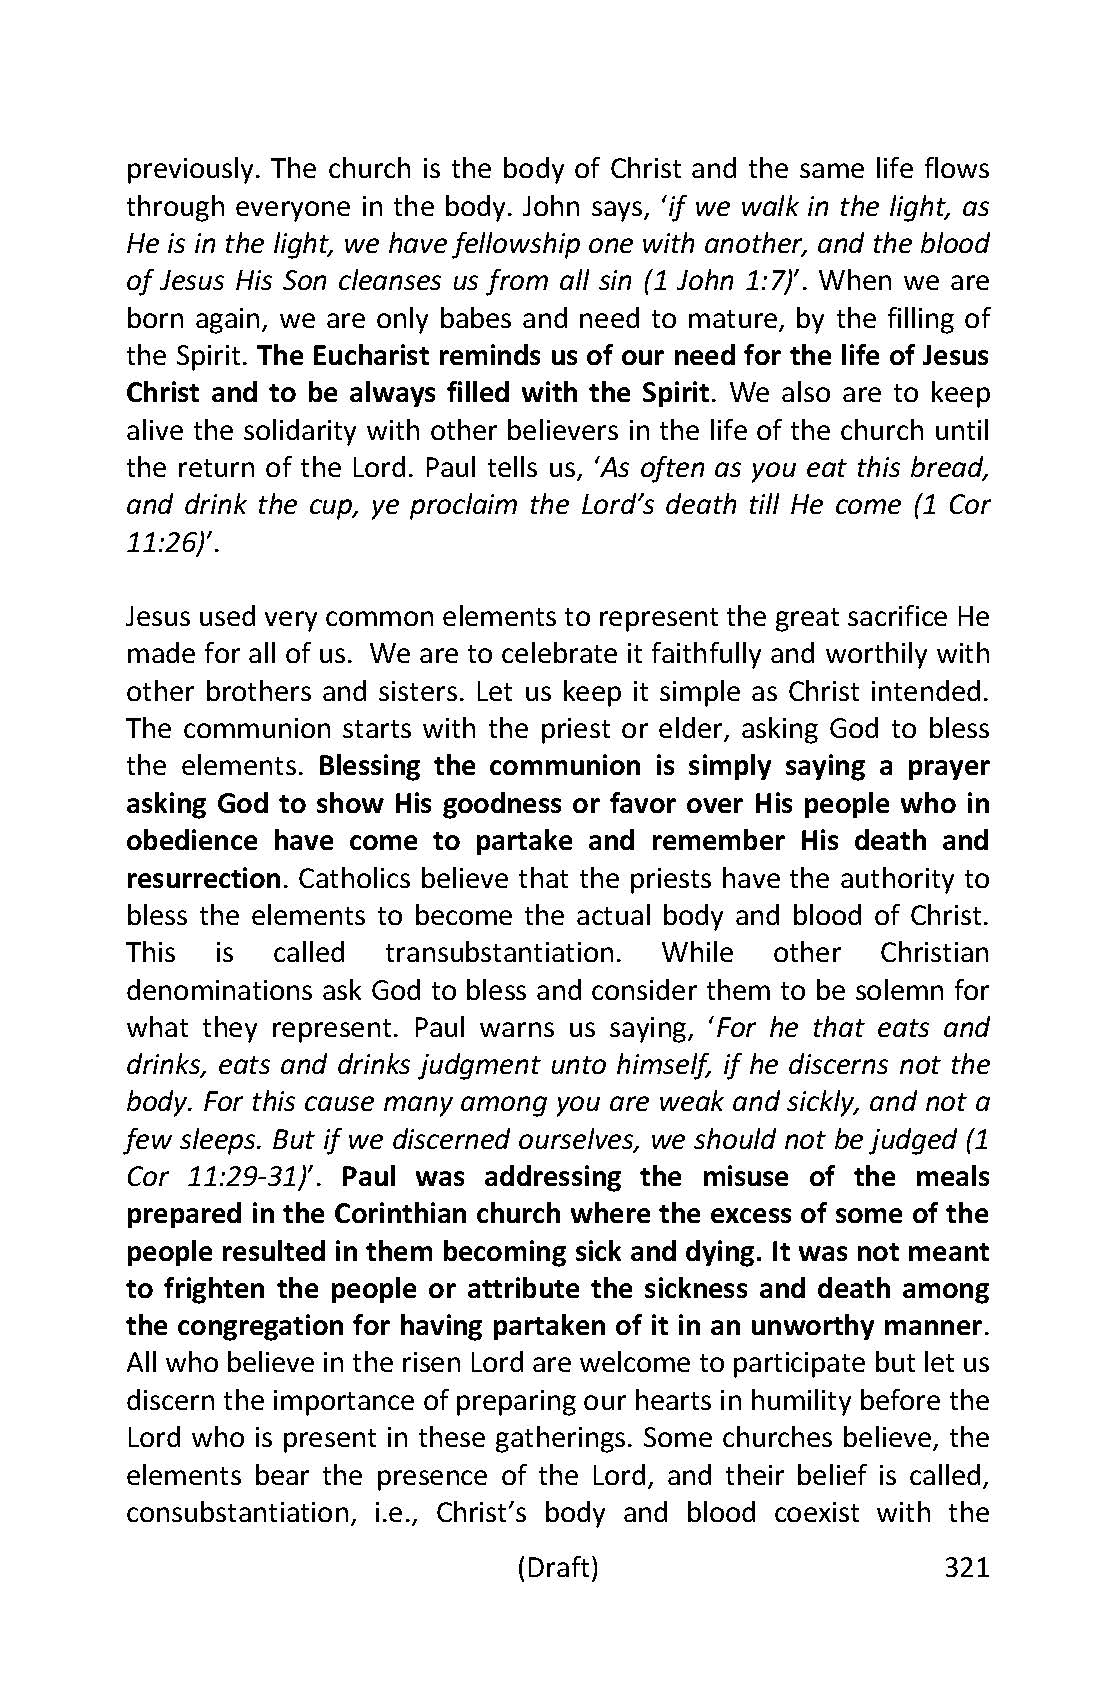 previously. The church is the body of Christ and the same life flows
through everyone in the body. John says, ‘if we walk in the light, as
He is in the light, we have fellowship one with another, and the blood
of Jesus His Son cleanses us from all sin (1 John 1:7)’. When we are
born again, we are only babes and need to mature, by the filling of
the Spirit. The Eucharist reminds us of our need for the life of Jesus
Christ and to be always filled with the Spirit. We also are to keep
alive the solidarity with other believers in the life of the church until
the return of the Lord. Paul tells us, ‘As often as you eat this bread,
and drink the cup, ye proclaim the Lord’s death till He come (1 Cor
11:26)’.
Jesus used very common elements to represent the great sacrifice He
made for all of us.  We are to celebrate it faithfully and worthily with
other brothers and sisters. Let us keep it simple as Christ intended.
The communion starts with the priest or elder, asking God to bless
the elements. Blessing the communion is simply saying a prayer
asking God to show His goodness or favor over His people who in
obedience have come to partake and remember His death and
resurrection. Catholics believe that the priests have the authority to
bless the elements to become the actual body and blood of Christ.
This is called transubstantiation. While other Christian
denominations ask God to bless and consider them to be solemn for
what they represent. Paul warns us saying, ‘For he that eats and
drinks, eats and drinks judgment unto himself, if he discerns not the
body. For this cause many among you are weak and sickly, and not a
few sleeps. But if we discerned ourselves, we should not be judged (1
Cor 11:29-31)’. Paul was addressing the misuse of the meals
prepared in the Corinthian church where the excess of some of the
people resulted in them becoming sick and dying. It was not meant
to frighten the people or attribute the sickness and death among
the congregation for having partaken of it in an unworthy manner.
All who believe in the risen Lord are welcome to participate but let us
discern the importance of preparing our hearts in humility before the
Lord who is present in these gatherings. Some churches believe, the
elements bear the presence of the Lord, and their belief is called,
consubstantiation, i.e., Christ’s body and blood coexist with the
(Draft) 321